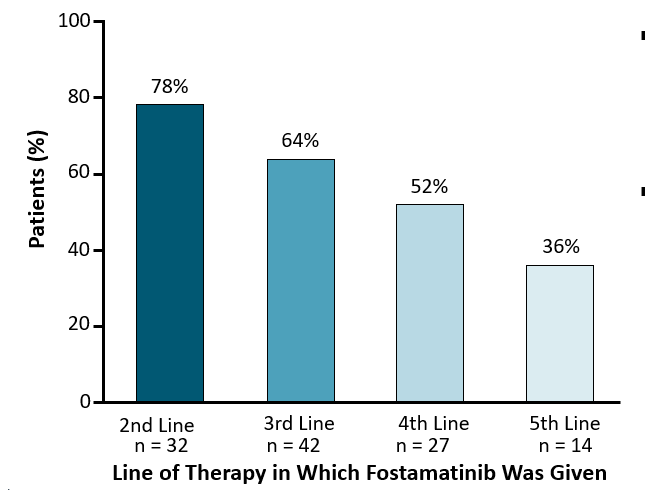 100
80
60
40
20
0
Patients (%)
78%
64%
52%
36%
2nd Line
n = 32
3rd Line
n = 42
4th Line
n = 27
5th Line
n = 14
Line of Therapy in Which Fostamatinib Was Given